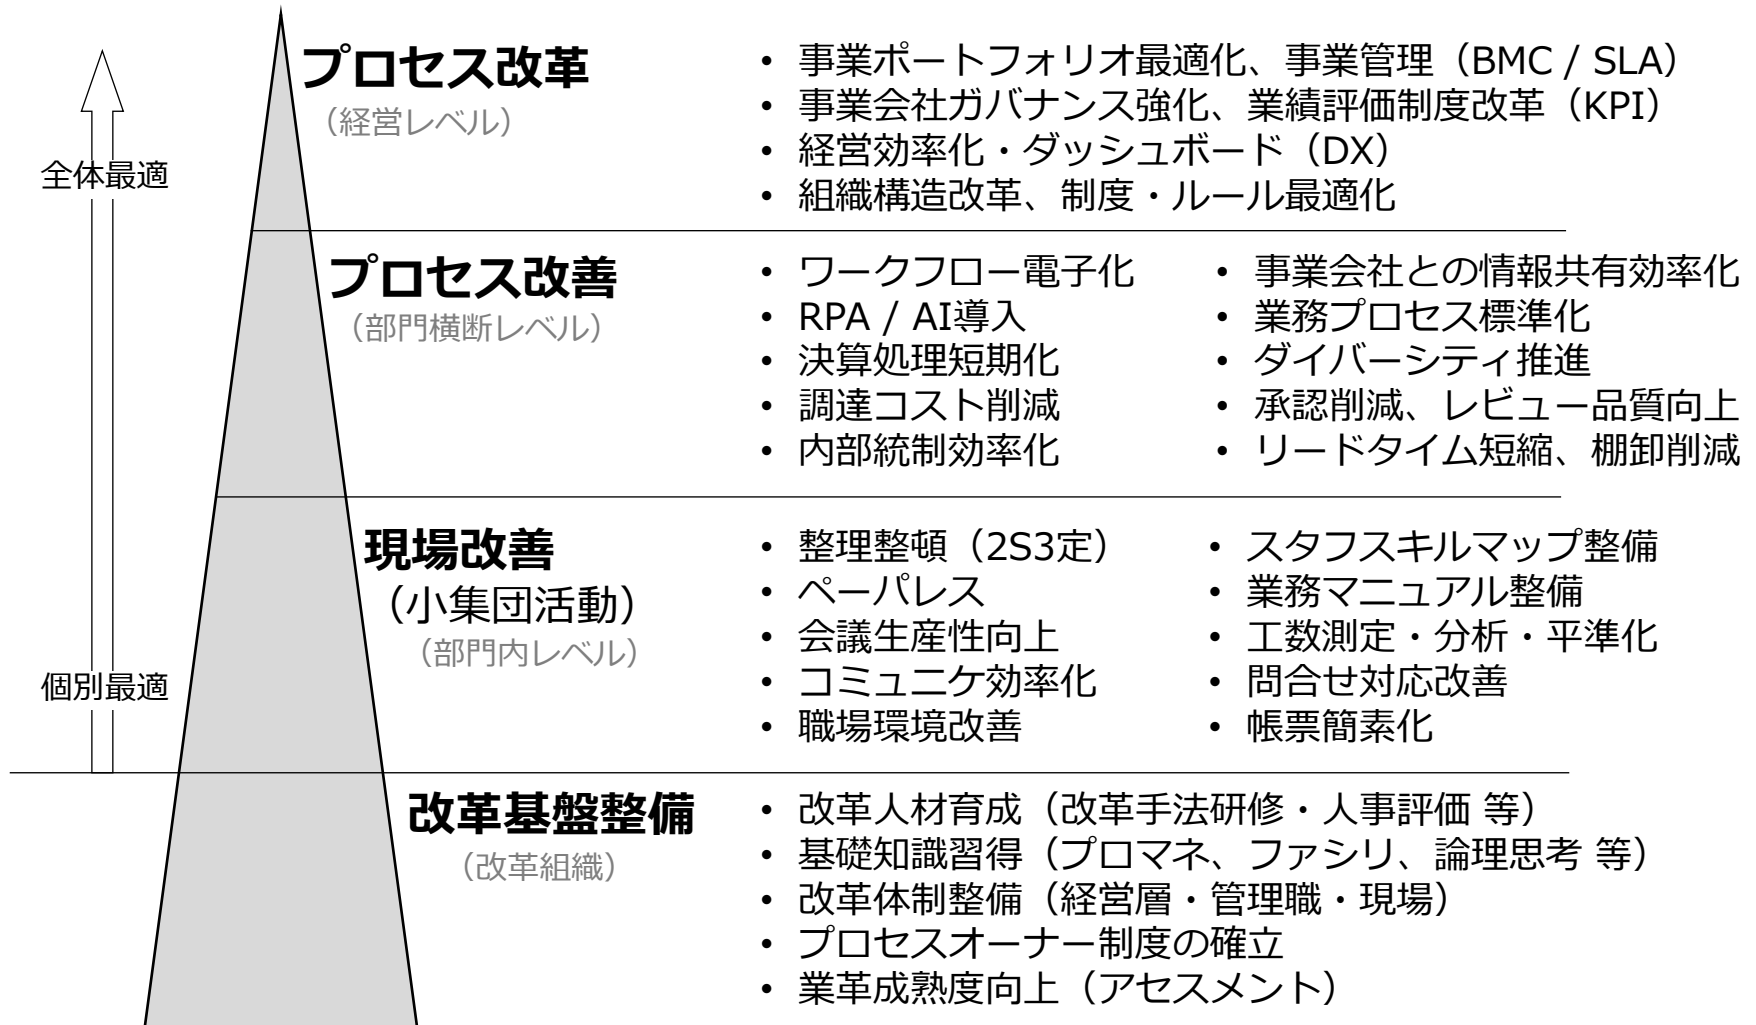 プロセス改革
（経営レベル）
• 事業ポートフォリオ最適化、事業管理（BMC / SLA）
• 事業会社ガバナンス強化、業績評価制度改革（KPI）
• 経営効率化・ダッシュボード（DX）
• 組織構造改革、制度・ルール最適化
全体最適
プロセス改善
（部門横断レベル）
• ワークフロー電子化
• RPA / AI導入
• 決算処理短期化
• 調達コスト削減
• 内部統制効率化
• 事業会社との情報共有効率化
• 業務プロセス標準化
• ダイバーシティ推進
• 承認削減、レビュー品質向上
• リードタイム短縮、棚卸削減
現場改善
（小集団活動）
（部門内レベル）
• 整理整頓（2S3定）
• ペーパレス
• 会議生産性向上
• コミュニケ効率化
• 職場環境改善
• スタフスキルマップ整備
• 業務マニュアル整備
• 工数測定・分析・平準化
• 問合せ対応改善
• 帳票簡素化
個別最適
改革基盤整備
（改革組織）
• 改革人材育成（改革手法研修・人事評価 等）
• 基礎知識習得（プロマネ、ファシリ、論理思考 等）
• 改革体制整備（経営層・管理職・現場）
• プロセスオーナー制度の確立
• 業革成熟度向上（アセスメント）